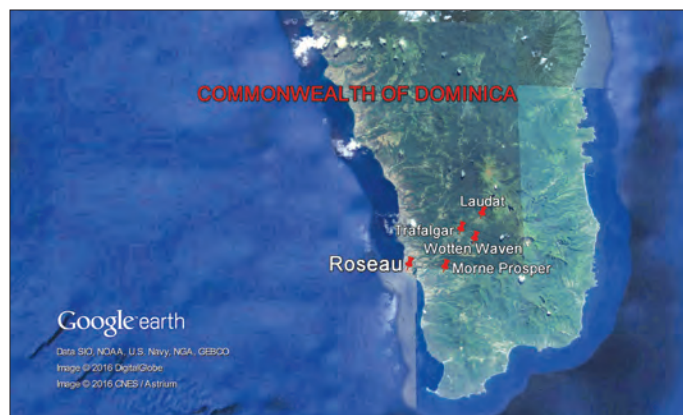 COMMONWEALTH OF DOMINICA
Laudat
Trafalgar
Wotten Waven
Roseau
Morne Prosper
Google earth
Data SIO, NOAA, U.S. Navy, NGA, GEBCO
Image © 2016 DigitalGlobe
Image © 2016 CNES / Astrium